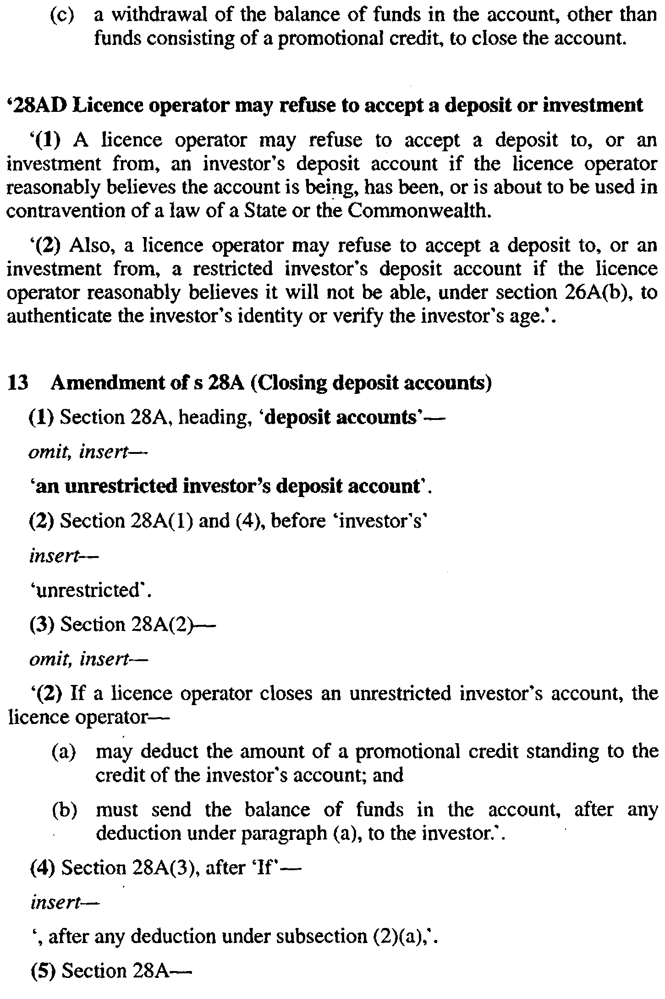 (c) a withdrawal of the balance of funds in the account, other than
funds consisting of a promotional credit, to close the account.
‘28AD Licence operator may refuse to accept a deposit or investment
‘(1) A licence operator may refuse to accept a deposit to, or an
investment from, an investor’s deposit account if the licence operator
reasonably believes the account is being, has been, or is about to be used in
contravention of a law of a State or the Commonwealth.
‘(2) Also, a licence operator may refuse to accept a deposit to, or an
investment from, a restricted investor’s deposit account if the licence
operator reasonably believes it will not be able, under section 26A(b), to
authenticate the investor’s identity or verify the investor’s age.’.
13 Amendment of s 28A (Closing deposit accounts)
(1) Section 28A, heading, ‘deposit accounts’—
omit, insert—
‘an unrestricted investor’s deposit account’.
(2) Section 28A(1) and (4), before ‘investor’s’
insert—
‘unrestricted’.
(3) Section 28A(2)—
omit, insert—
‘(2) If a licence operator closes an unrestricted investor’s account, the
licence operator—
(a) may deduct the amount of a promotional credit standing to the
credit of the investor’s account; and
(b) must send the balance of funds in the account, after any
deduction under paragraph (a), to the investor.’.
(4) Section 28A(3), after ‘If’—
insert—
‘, after any deduction under subsection (2)(a),’.
(5) Section 28A—